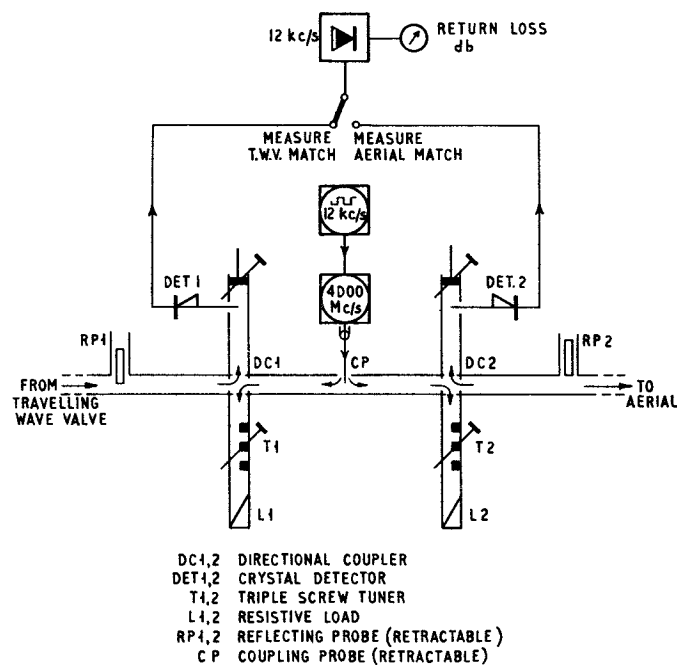 12 kc/s
RETURN LOSS
db
MEASURE
T.W.V. MATCH
MEASURE
AERIAL MATCH
12 kc/s
4000
Mc/s
DET 1
DET.2
RP1
RP2
DC1
CP
DC2
FROM
TRAVELLING
WAVE VALVE
TO
AERIAL
T1
T2
L1
L2
DC1,2 DIRECTIONAL COUPLER
DET1,2 CRYSTAL DETECTOR
T1,2 TRIPLE SCREW TUNER
L1,2 RESISTIVE LOAD
RP1,2 REFLECTING PROBE (RETRACTABLE)
CP COUPLING PROBE (RETRACTABLE)